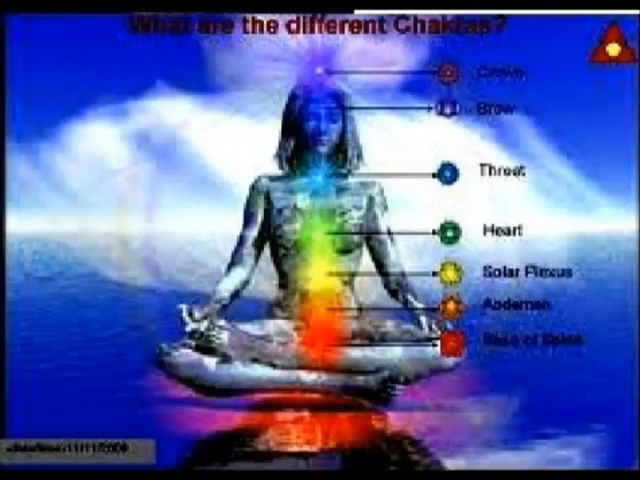 What are the different Chakras?
Crown
Brow
Throat
Heart
Solar Plexus
Abdomen
Base of Spine